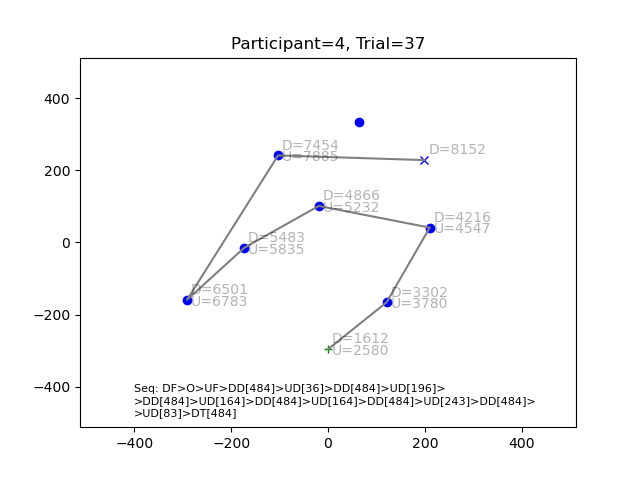 Participant=4, Trial=37
400
200
0
−200
−400
D=7454
U=7885
D=8152
D=4866
U=5232
D=4216
U=4547
D=5483
U=5835
D=6501
U=6783
D=3302
U=3780
D=1612
U=2580
Seq: DF>O>UF>DD[484]>UD[36]>DD[484]>UD[196]>
>DD[484]>UD[164]>DD[484]>UD[164]>DD[484]>UD[243]>DD[484]>
>UD[83]>DT[484]
−400 −200 0 200 400